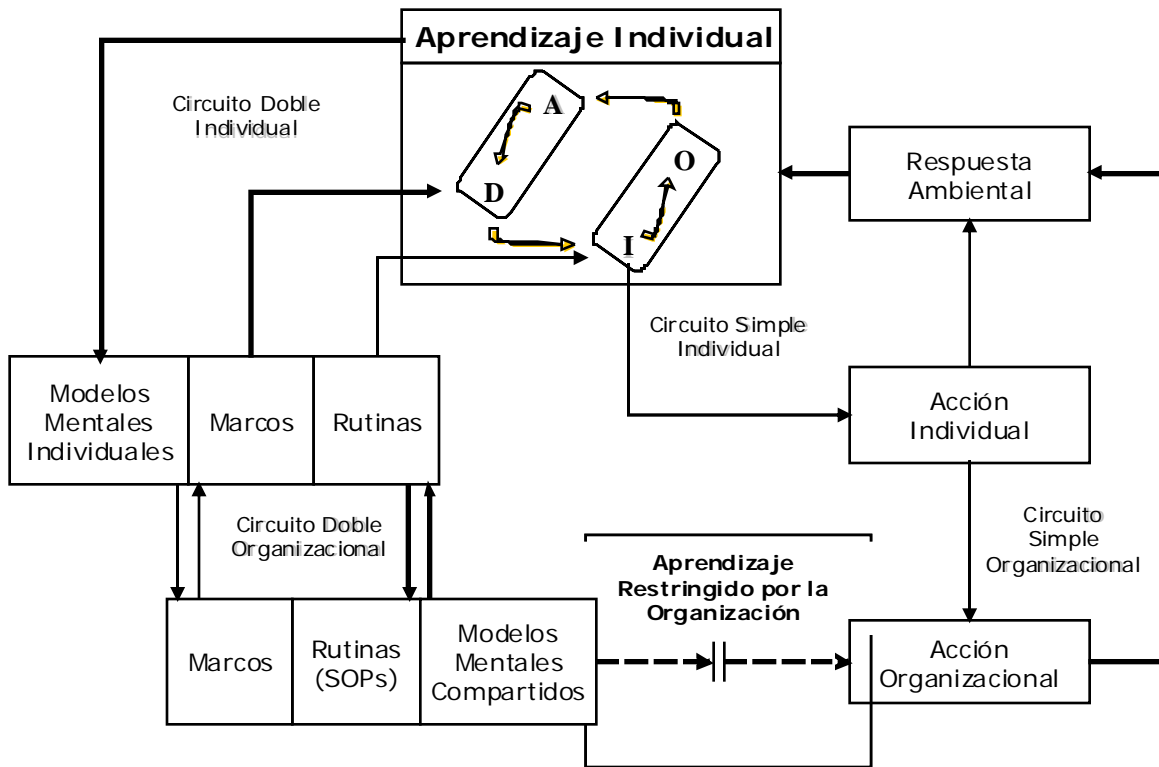 Aprendizaje Individual
Circuito Doble
Individual
A
O
D
I
Respuesta
Ambiental
Circuito Simple
Individual
Modelos
Mentales
Individuales
Marcos
Rutinas
Acción
Individual
Circuito Doble
Organizacional
Circuito
Simple
Organizacional
Aprendizaje
Restringido por la
Organización
Marcos
Rutinas
(SOPs)
Modelos
Mentales
Compartidos
Acción
Organizacional